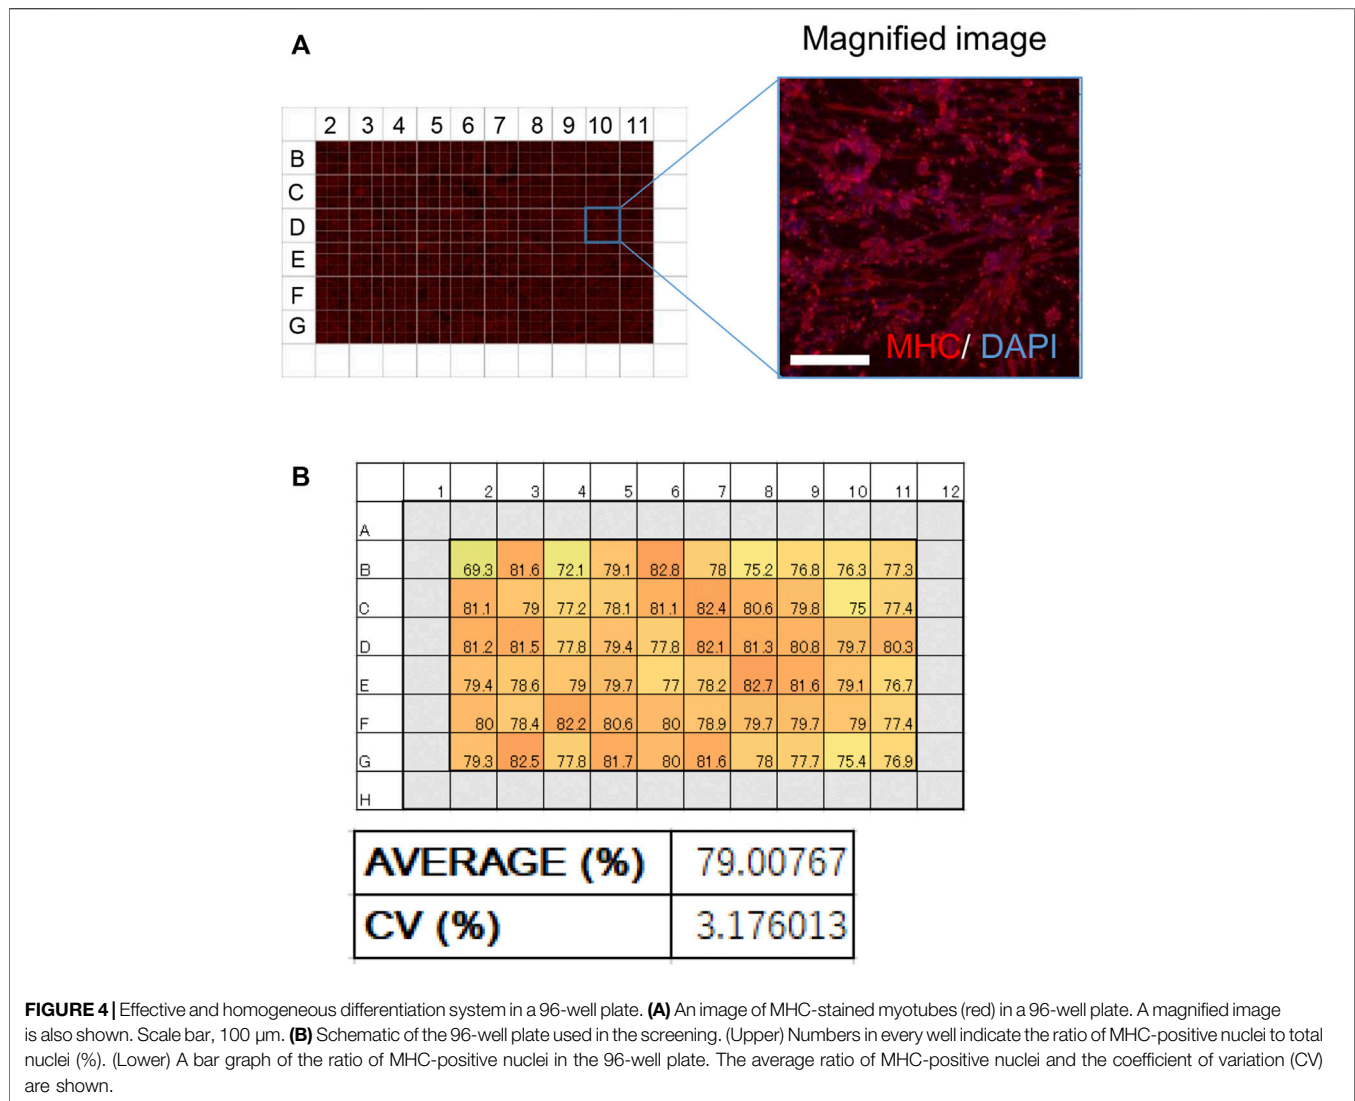 A
Magnified image
2 3 4 5 6 7 8 9 10 11
B
C
D
E
F
G
MHC/ DAPI
B
1 2 3 4 5 6 7 8 9 10 11 12
A
B 69.3 81.6 72.1 79.1 82.8 78 75.2 76.8 76.3 77.3
C 81.1 79 77.2 78.1 81.1 82.4 80.6 79.8 75 77.4
D 81.2 81.5 77.8 79.4 77.8 82.1 81.3 80.8 79.7 80.3
E 79.4 78.6 79 79.7 77 78.2 82.7 81.6 79.1 76.7
F 80 78.4 82.2 80.6 80 78.9 79.7 79.7 79 77.4
G 79.3 82.5 77.8 81.7 80 81.6 78 77.7 75.4 76.9
H
AVERAGE (%) 79.00767
CV (%) 3.176013
FIGURE 4 | Effective and homogeneous differentiation system in a 96-well plate. (A) An image of MHC-stained myotubes (red) in a 96-well plate. A magnified image
is also shown. Scale bar, 100 µm. (B) Schematic of the 96-well plate used in the screening. (Upper) Numbers in every well indicate the ratio of MHC-positive nuclei to total
nuclei (%). (Lower) A bar graph of the ratio of MHC-positive nuclei in the 96-well plate. The average ratio of MHC-positive nuclei and the coefficient of variation (CV)
are shown.